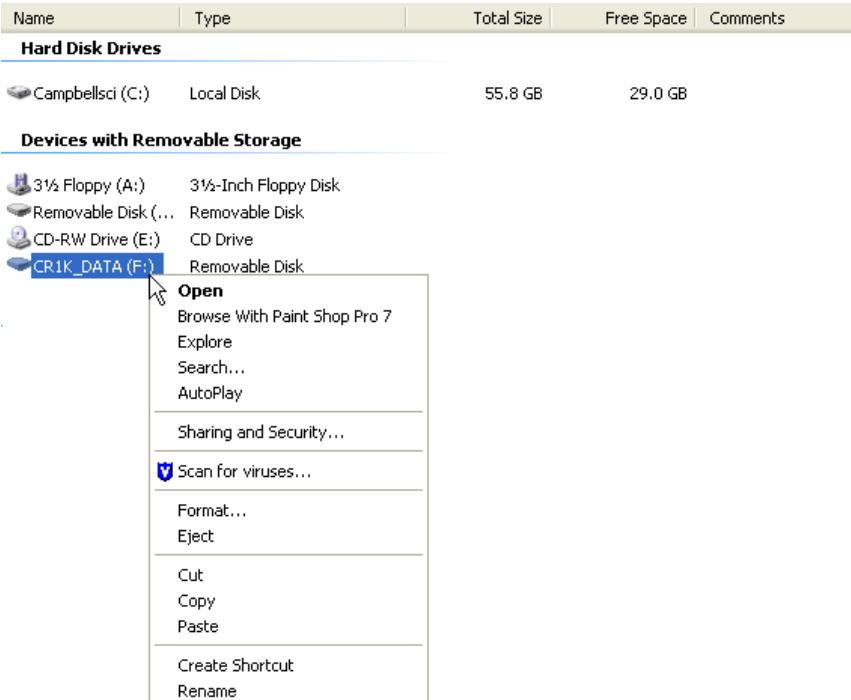 Name Type Total Size Free Space Comments
Hard Disk Drives
Campbellsci (C:) Local Disk 55.8 GB 29.0 GB
Devices with Removable Storage
3½ Floppy (A:) 3½-Inch Floppy Disk
Removable Disk (... Removable Disk
CD-RW Drive (E:) CD Drive
CR1K_DATA (F:) Removable Disk
Open
Browse With Paint Shop Pro 7
Explore
Search...
AutoPlay
Sharing and Security...
Scan for viruses...
Format...
Eject
Cut
Copy
Paste
Create Shortcut
Rename